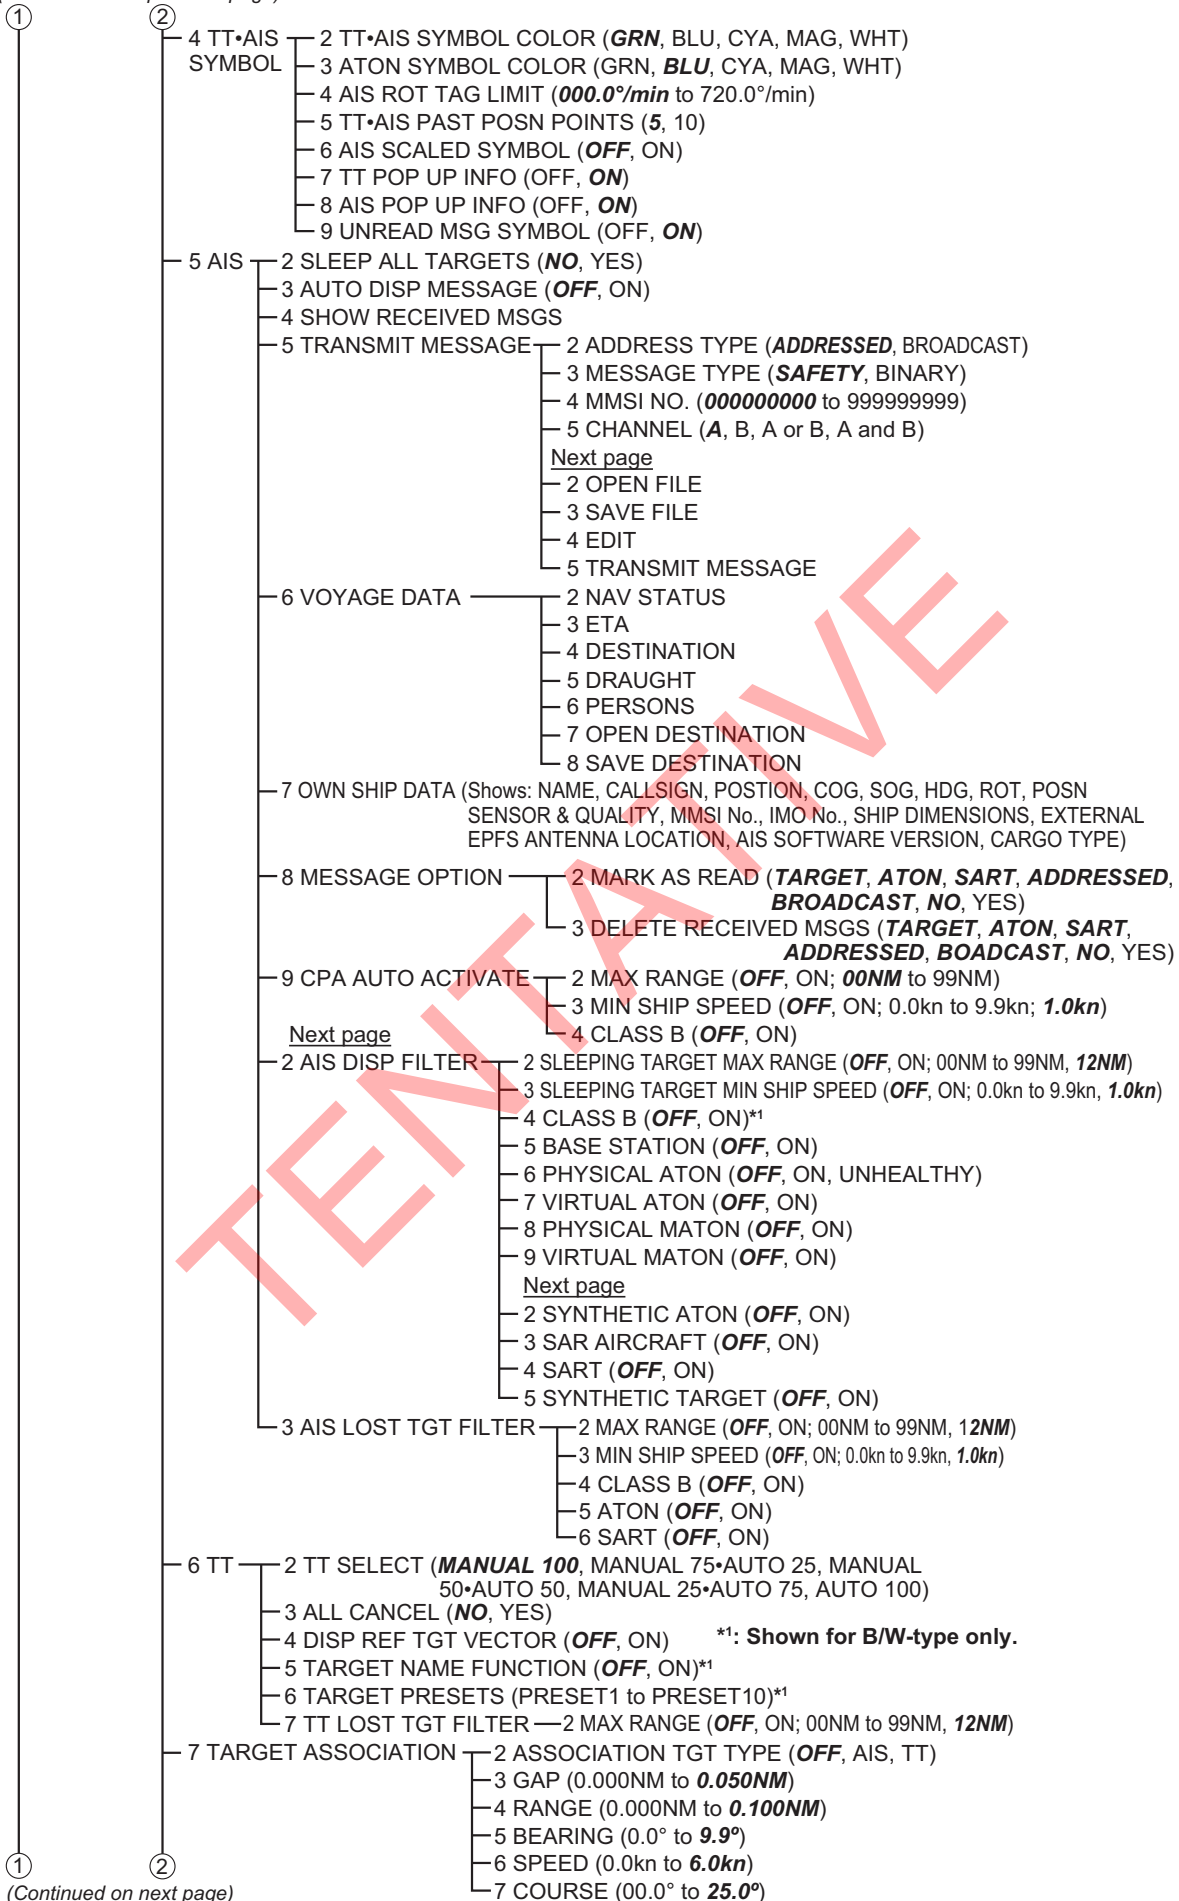 1 2
4 TT•AIS SYMBOL
2 TT•AIS SYMBOL COLOR (GRN, BLU, CYA, MAG, WHT)
3 ATON SYMBOL COLOR (GRN, BLU, CYA, MAG, WHT)
4 AIS ROT TAG LIMIT (000.0°/min to 720.0°/min)
5 TT•AIS PAST POSN POINTS (5, 10)
6 AIS SCALED SYMBOL (OFF, ON)
7 TT POP UP INFO (OFF, ON)
8 AIS POP UP INFO (OFF, ON)
9 UNREAD MSG SYMBOL (OFF, ON)
5 AIS
2 SLEEP ALL TARGETS (NO, YES)
3 AUTO DISP MESSAGE (OFF, ON)
4 SHOW RECEIVED MSGS
5 TRANSMIT MESSAGE
2 ADDRESS TYPE (ADDRESSED, BROADCAST)
3 MESSAGE TYPE (SAFETY, BINARY)
4 MMSI NO. (000000000 to 999999999)
5 CHANNEL (A, B, A or B, A and B)
Next page
2 OPEN FILE
3 SAVE FILE
4 EDIT
5 TRANSMIT MESSAGE
6 VOYAGE DATA
2 NAV STATUS
3 ETA
4 DESTINATION
5 DRAUGHT
6 PERSONS
7 OPEN DESTINATION
8 SAVE DESTINATION
7 OWN SHIP DATA (Shows: NAME, CALLSIGN, POSTION, COG, SOG, HDG, ROT, POSN
SENSOR & QUALITY, MMSI No., IMO No., SHIP DIMENSIONS, EXTERNAL
EPFS ANTENNA LOCATION, AIS SOFTWARE VERSION, CARGO TYPE)
8 MESSAGE OPTION
2 MARK AS READ (TARGET, ATON, SART, ADDRESSED,
BROADCAST, NO, YES)
3 DELETE RECEIVED MSGS (TARGET, ATON, SART,
ADDRESSED, BOADCAST, NO, YES)
9 CPA AUTO ACTIVATE
2 MAX RANGE (OFF, ON; 00NM to 99NM)
3 MIN SHIP SPEED (OFF, ON; 0.0kn to 9.9kn; 1.0kn)
4 CLASS B (OFF, ON)
Next page
2 AIS DISP FILTER
2 SLEEPING TARGET MAX RANGE (OFF, ON; 00NM to 99NM, 12NM)
3 SLEEPING TARGET MIN SHIP SPEED (OFF, ON; 0.0kn to 9.9kn, 1.0kn)
4 CLASS B (OFF, ON)*1
5 BASE STATION (OFF, ON)
6 PHYSICAL ATON (OFF, ON, UNHEALTHY)
7 VIRTUAL ATON (OFF, ON)
8 PHYSICAL MATON (OFF, ON)
9 VIRTUAL MATON (OFF, ON)
Next page
2 SYNTHETIC ATON (OFF, ON)
3 SAR AIRCRAFT (OFF, ON)
4 SART (OFF, ON)
5 SYNTHETIC TARGET (OFF, ON)
3 AIS LOST TGT FILTER
2 MAX RANGE (OFF, ON; 00NM to 99NM, 12NM)
3 MIN SHIP SPEED (OFF, ON; 0.0kn to 9.9kn, 1.0kn)
4 CLASS B (OFF, ON)
5 ATON (OFF, ON)
6 SART (OFF, ON)
6 TT
2 TT SELECT (MANUAL 100, MANUAL 75•AUTO 25, MANUAL
50•AUTO 50, MANUAL 25•AUTO 75, AUTO 100)
3 ALL CANCEL (NO, YES)
4 DISP REF TGT VECTOR (OFF, ON)
*1: Shown for B/W-type only.
5 TARGET NAME FUNCTION (OFF, ON)*1
6 TARGET PRESETS (PRESET1 to PRESET10)*1
7 TT LOST TGT FILTER
2 MAX RANGE (OFF, ON; 00NM to 99NM, 12NM)
7 TARGET ASSOCIATION
2 ASSOCIATION TGT TYPE (OFF, AIS, TT)
3 GAP (0.000NM to 0.050NM)
4 RANGE (0.000NM to 0.100NM)
5 BEARING (0.0° to 9.9º)
6 SPEED (0.0kn to 6.0kn)
7 COURSE (00.0° to 25.0º)
1 2
(Continued on next page)
TENTATIVE